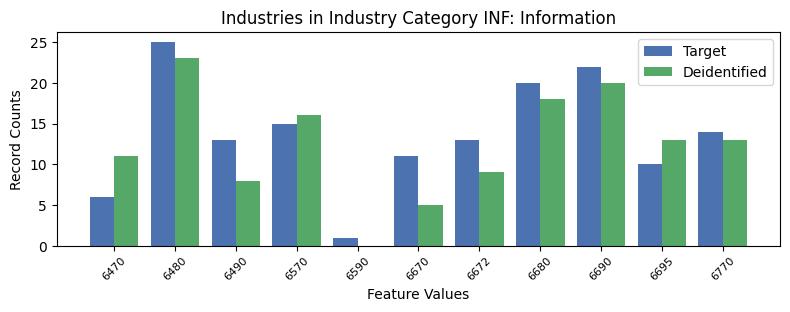 Industries in Industry Category INF: Information
Target
Deidentified
Record Counts
25
20
15
10
5
0
6470 6480 6490 6570 6590 6670 6672 6680 6690 6695 6770
Feature Values